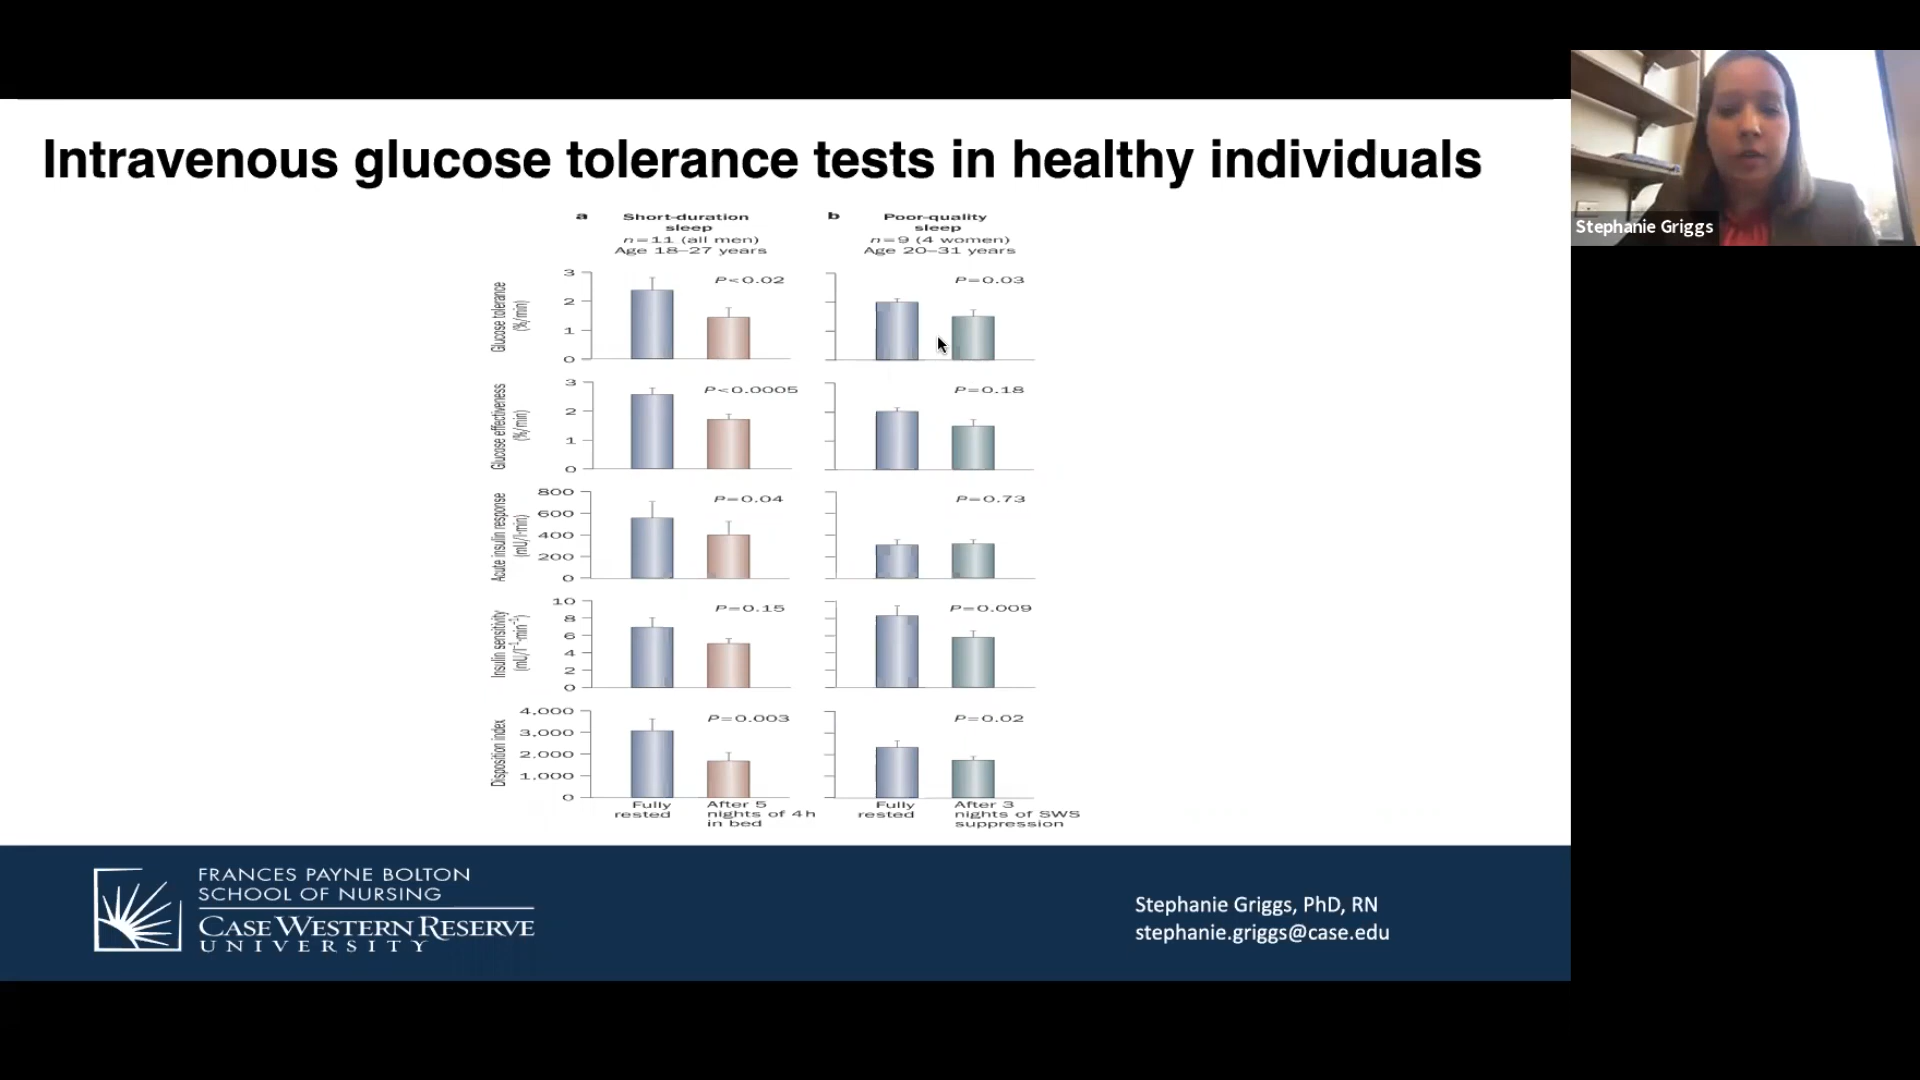 Intravenous glucose tolerance tests in healthy individuals
Stephanie Griggs
a
Short-duration
sleep
n=11 (all men)
Age 18–27 years
b
Poor-quality
sleep
n=9 (4 women)
Age 20–31 years
Glucose tolerance
(%/min)
3
2
1
0
P<0.02
P=0.03
Glucose effectiveness
(%/min)
3
2
1
0
P<0.0005
P=0.18
Acute insulin response
(mU/l·min)
800
600
400
200
0
P=0.04
P=0.73
Insulin sensitivity
(mU/l⁻¹·min⁻¹)
10
8
6
4
2
0
P=0.15
P=0.009
Disposition index
4,000
3,000
2,000
1,000
0
P=0.003
P=0.02
Fully
rested
After 5
nights of 4h
in bed
Fully
rested
After 3
nights of SWS
suppression
FRANCES PAYNE BOLTON
SCHOOL OF NURSING
CASE WESTERN RESERVE
UNIVERSITY
Stephanie Griggs, PhD, RN
stephanie.griggs@case.edu